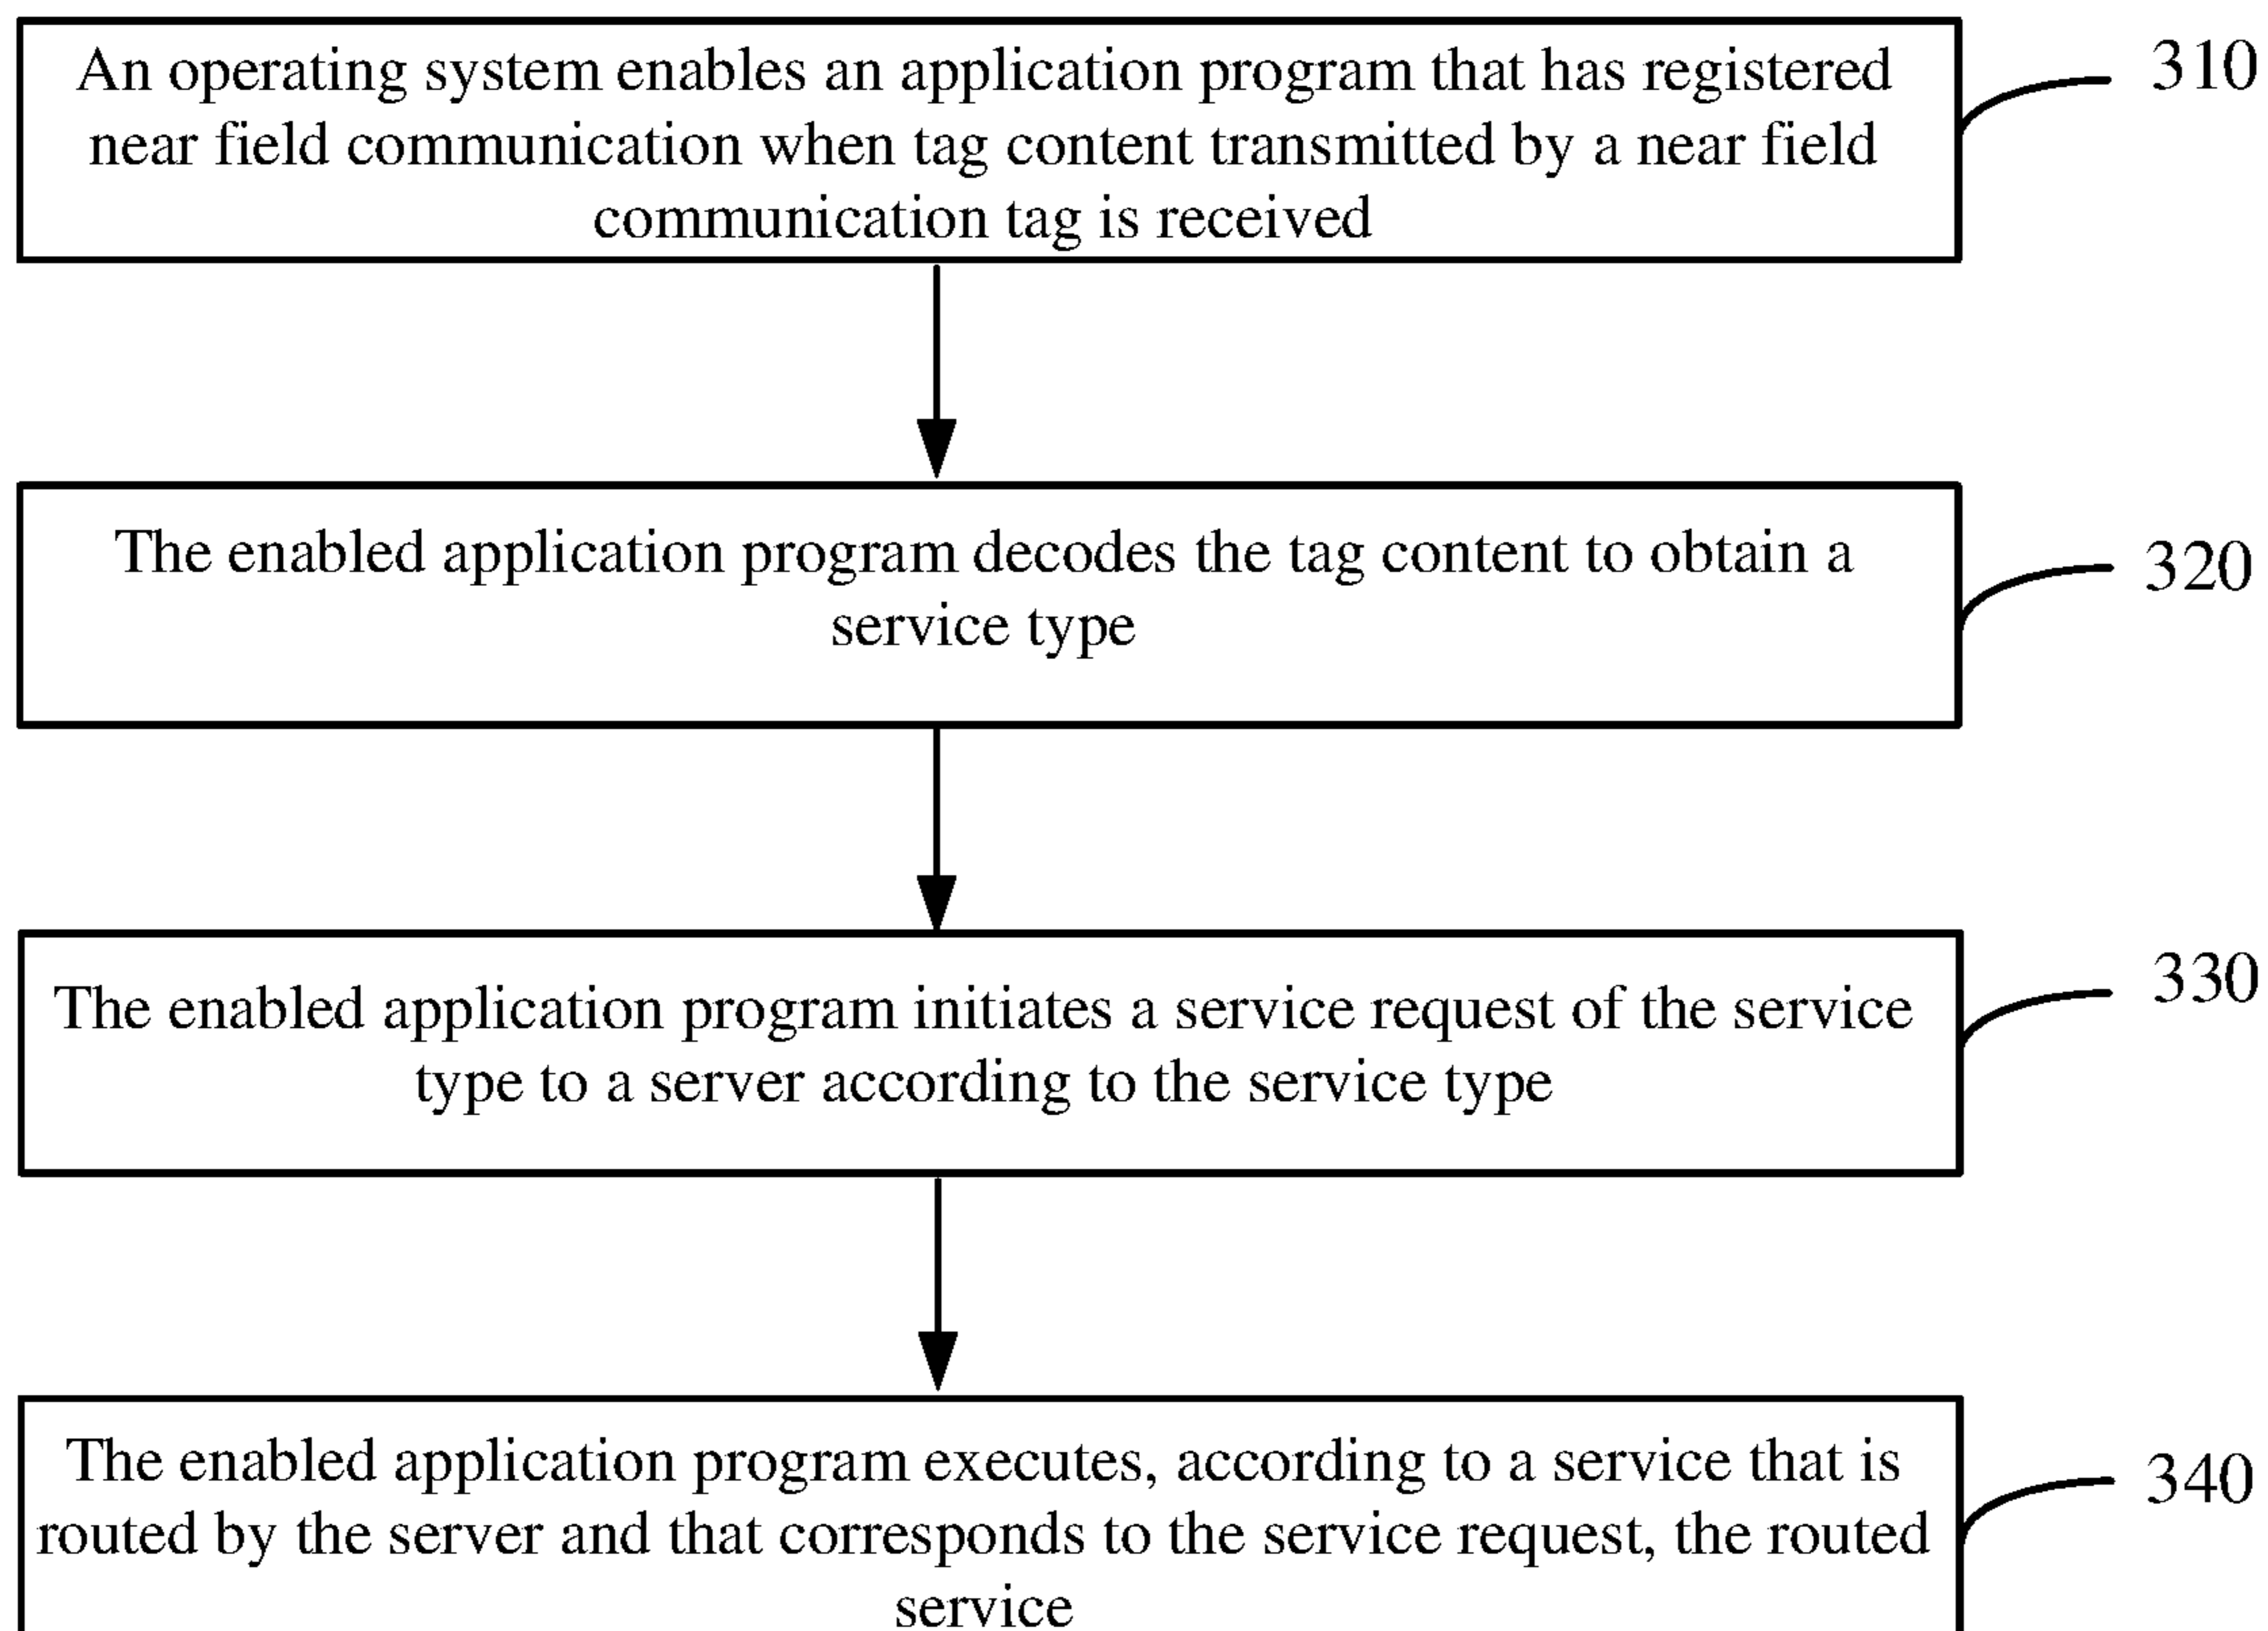 An operating system enables an application program that has registered
310
near field communication when tag content transmitted by a near field
communication tag is received
The enabled application program decodes the tag content to obtain a
320
service type
The enabled application program initiates a service request of the service
330
type to a server according to the service type
The enabled application program executes, according to a service that is
340
routed by the server and that corresponds to the service request, the routed
service